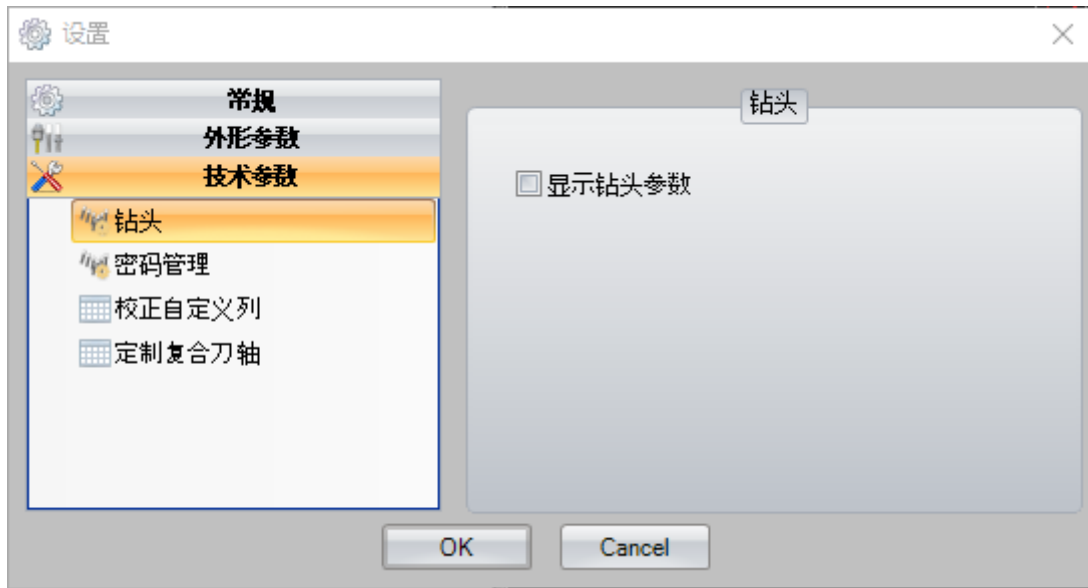 设置
常规
外形参数
技术参数
钻头
密码管理
校正自定义列
定制复合刀轴
钻头
显示钻头参数
OK
Cancel